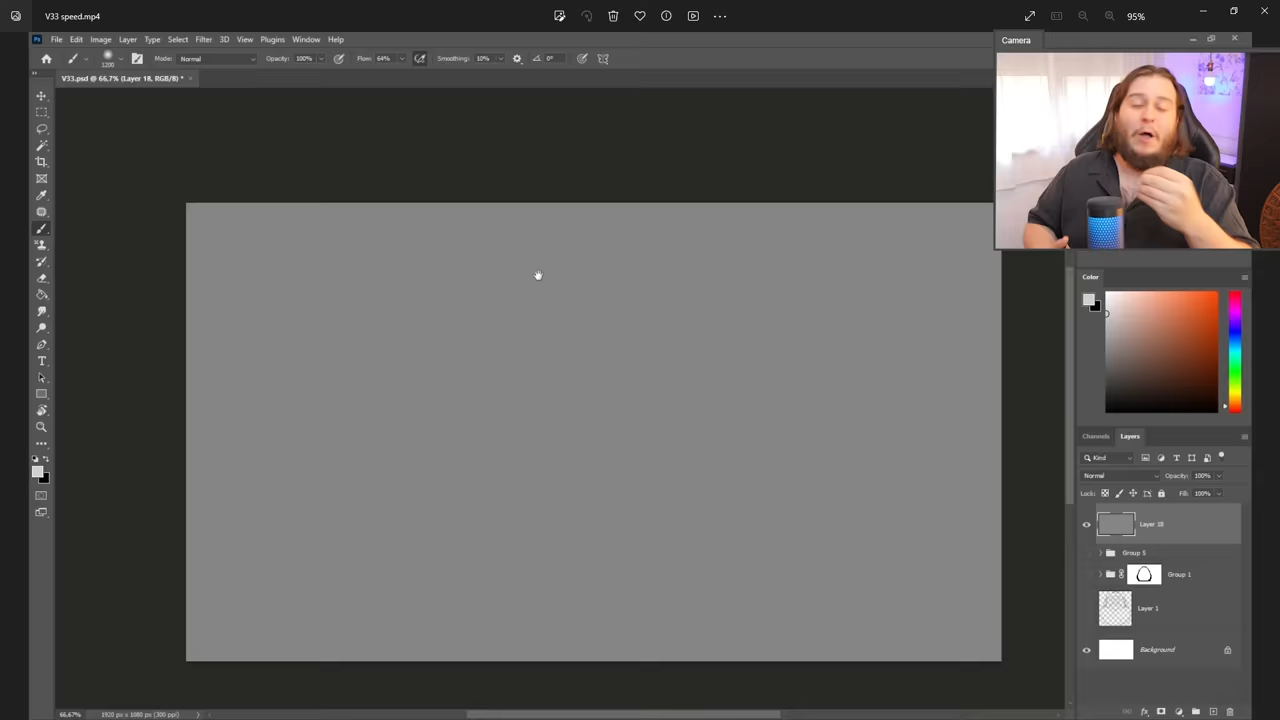 V33 speed.mp4
95%
Ps File Edit Image Layer Type Select Filter 3D View Plugins Window Help
Camera
1200 Mode: Normal Opacity: 100% Flow: 64% Smoothing: 10% 0°
V33.psd @ 66,7% (Layer 18, RGB/8) *
Color
Channels Layers
Kind
Normal Opacity: 100%
Lock: Fill: 100%
Layer 18
Group 5
Group 1
Layer 1
Background
66,67% 1920 px x 1080 px (300 ppi)